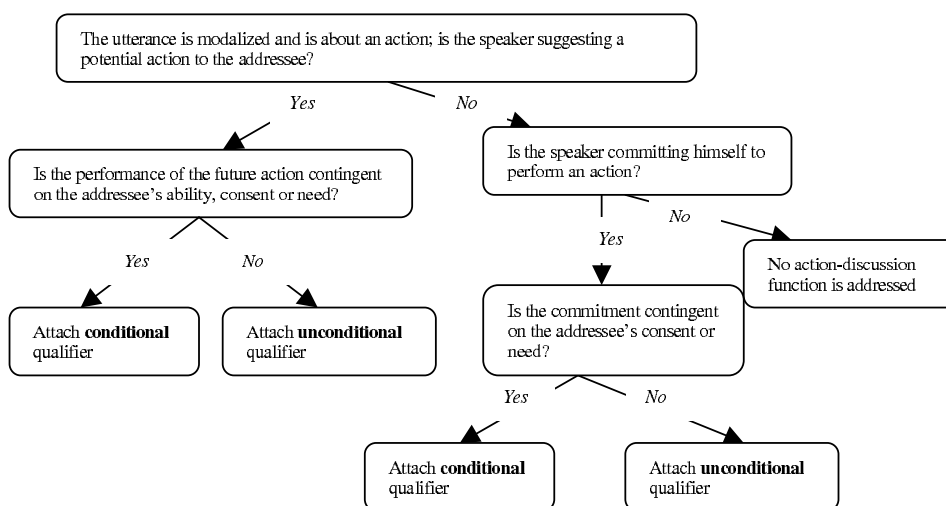 The utterance is modalized and is about an action; is the speaker suggesting a
potential action to the addressee?
Yes
No
Is the performance of the future action contingent
on the addressee's ability, consent or need?
Is the speaker committing himself to
perform an action?
Yes
No
Yes
No
No action-discussion
function is addressed
Attach conditional
qualifier
Attach unconditional
qualifier
Is the commitment contingent
on the addressee's consent or
need?
Yes
No
Attach conditional
qualifier
Attach unconditional
qualifier